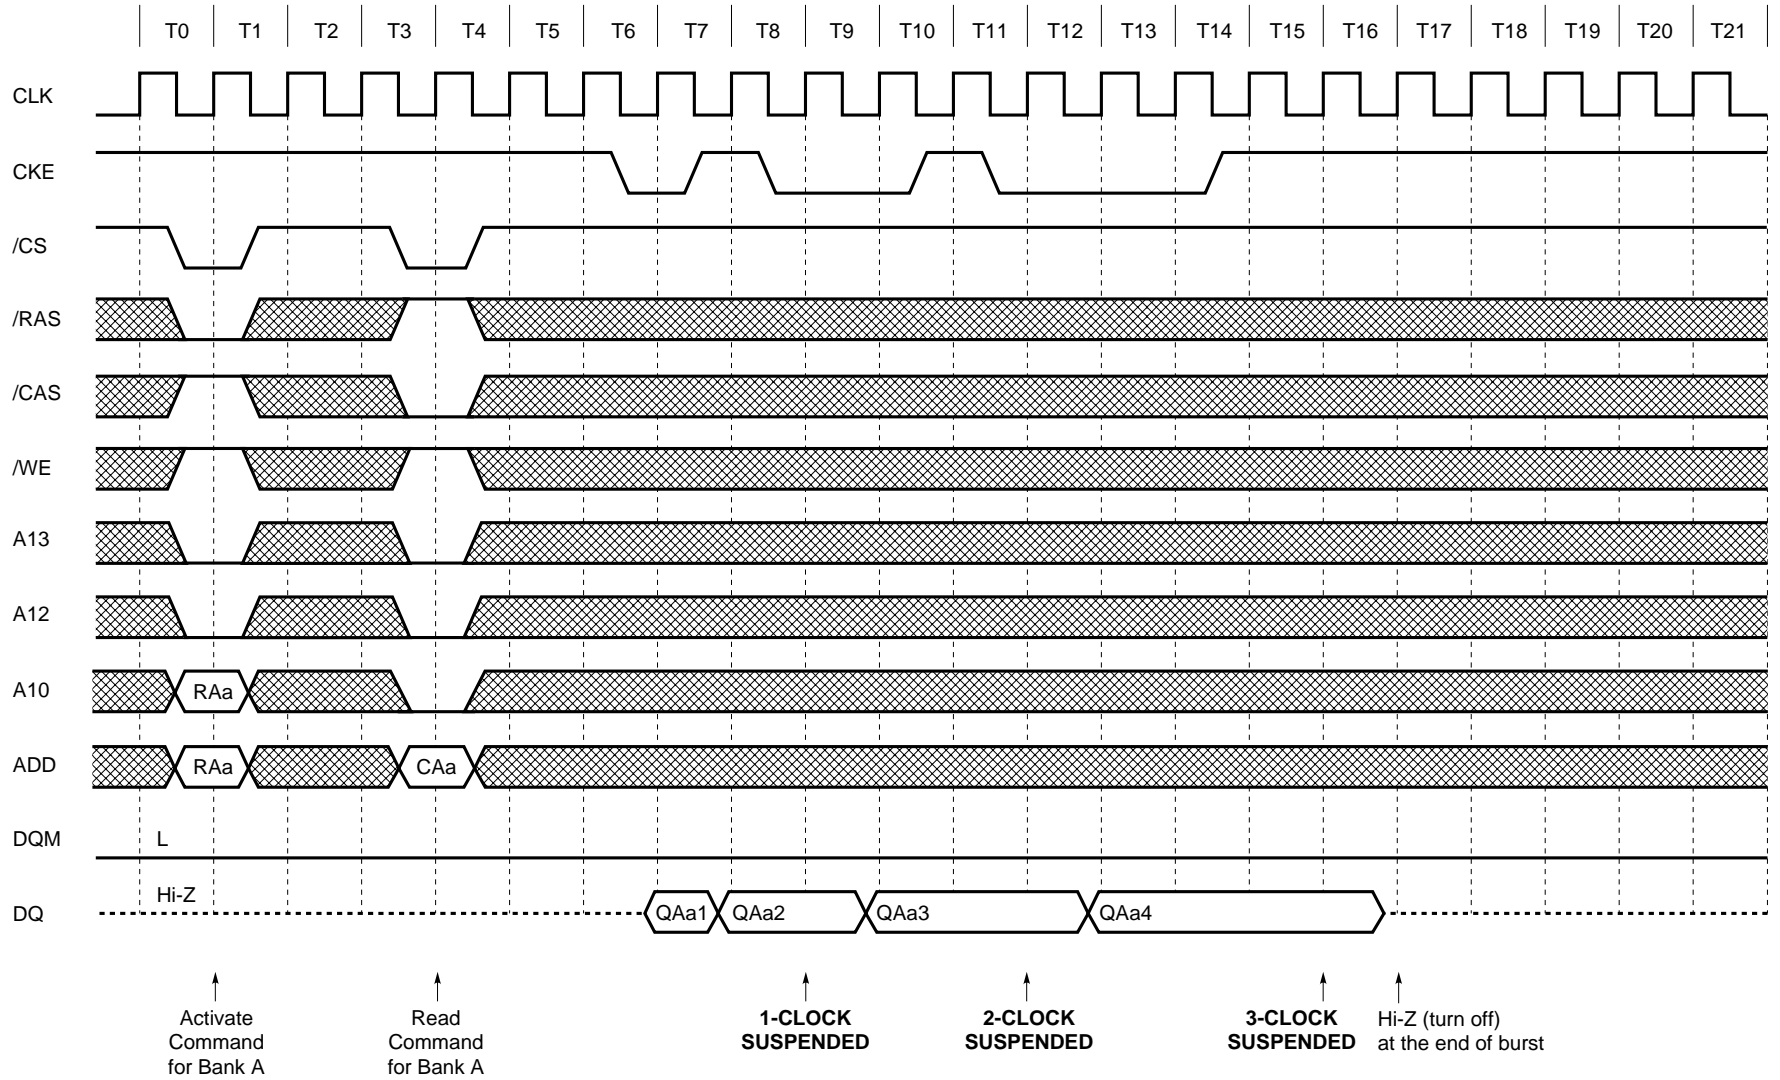 T0 T1 T2 T3 T4 T5 T6 T7 T8 T9 T10 T11 T12 T13 T14 T15 T16 T17 T18 T19 T20 T21
CLK
CKE
/CS
/RAS
/CAS
/WE
A13
A12
A10 RAa
ADD RAa CAa
DQM L
Hi-Z
DQ QAa1 QAa2 QAa3 QAa4
Activate
Command
for Bank A
Read
Command
for Bank A
1-CLOCK
SUSPENDED
2-CLOCK
SUSPENDED
3-CLOCK
SUSPENDED
Hi-Z (turn off)
at the end of burst